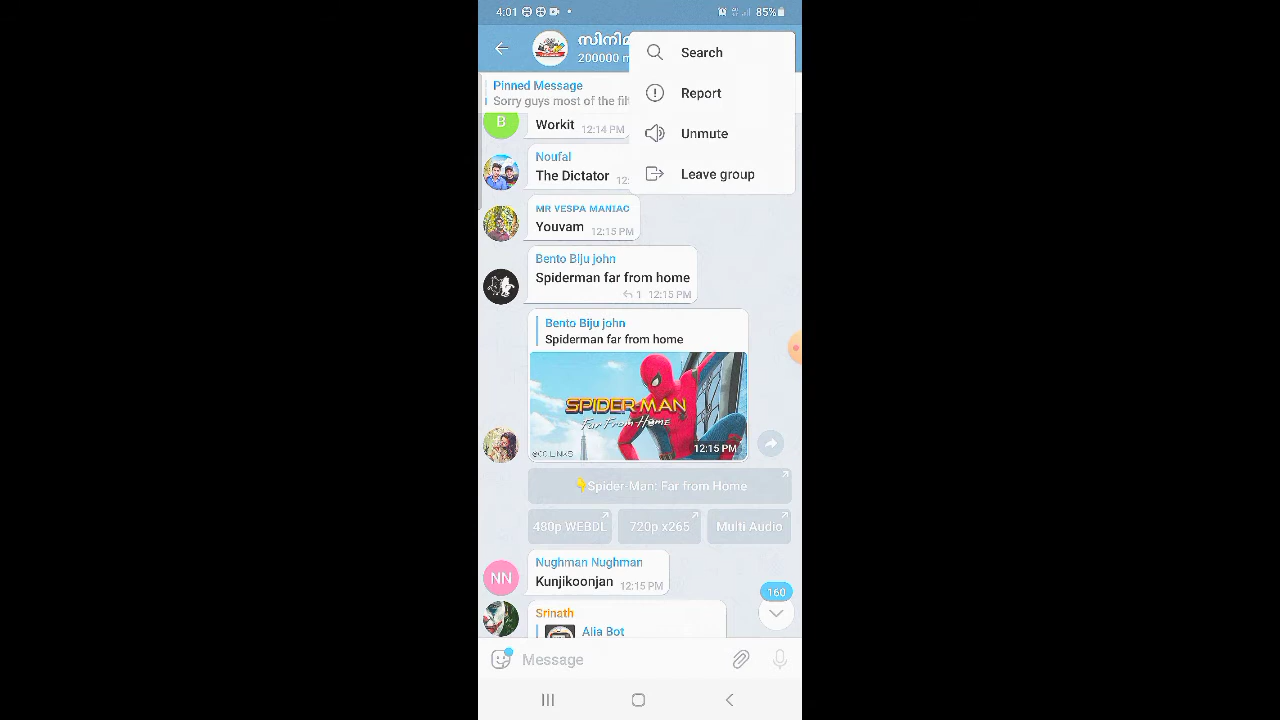 4:01
85%
സിനിമ
200000 m
Search
Report
Unmute
Leave group
Pinned Message
Sorry guys most of the fil
B
Workit 12:14 PM
Noufal
The Dictator 12:
MR VESPA MANIAC
Youvam 12:15 PM
Bento Biju john
Spiderman far from home
1 12:15 PM
Bento Biju john
Spiderman far from home
SPIDER-MAN
Far From Home
@CC_LINKS
12:15 PM
👇Spider-Man: Far from Home
480p WEBDL 720p x265 Multi Audio
NN
Nughman Nughman
Kunjikoonjan 12:15 PM
160
Srinath
Alia Bot
Message